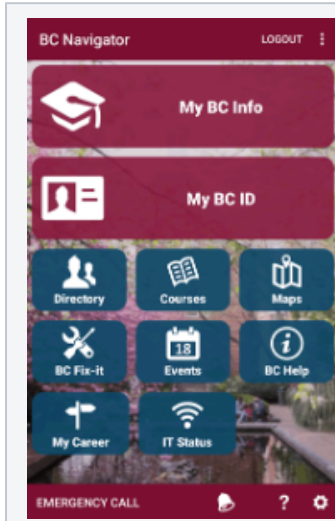 BC Navigator LOGOUT
My BC Info
My BC ID
Directory Courses Maps
18
BC Fix-it Events BC Help
My Career IT Status
EMERGENCY CALL ?